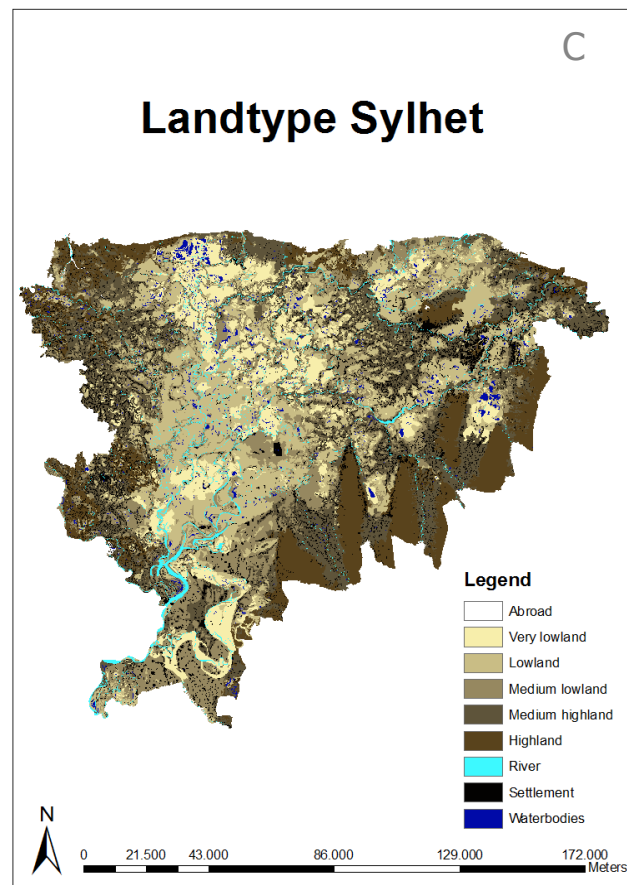 C
Landtype Sylhet
Legend
Abroad
Very lowland
Lowland
Medium lowland
Medium highland
Highland
River
Settlement
Waterbodies
N
0 21.500 43.000 86.000 129.000 172.000
Meters